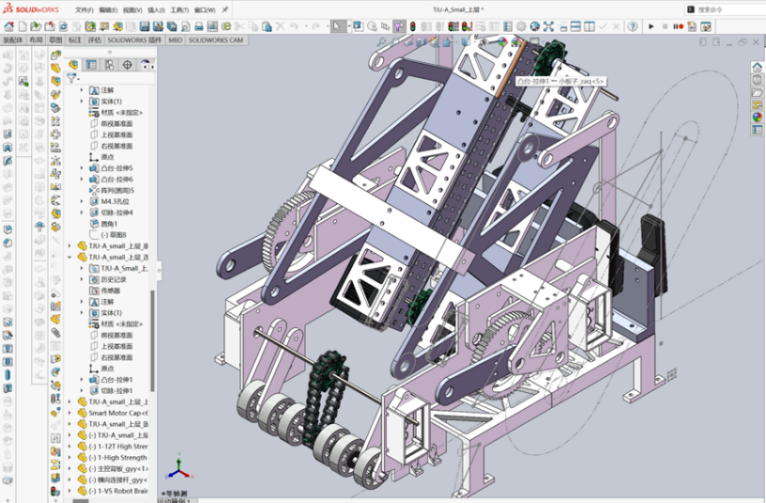 SOLIDWORKS
文件(F) 编辑(E) 视图(V) 插入(I) 工具(T) 窗口(W)
TJU-A_Small_上层 *
搜索命令
装配体 布局 草图 标注 评估 SOLIDWORKS 插件 MBD SOLIDWORKS CAM
凸台-拉伸1
注解
实体(1)
材质 <未指定>
前视基准面
上视基准面
右视基准面
原点
凸台-拉伸5
凸台-拉伸6
阵列(圆周)5
M4.3孔位
切除-拉伸4
圆角1
(-) 草图8
TJU-A_small_上层
TJU-A_small_上层
TJU-A_Small_上
历史记录
传感器
注解
实体(1)
材质 <未指定>
前视基准面
上视基准面
右视基准面
原点
凸台-拉伸1
切除-拉伸1
TJU-A_small_上层_
Smart Motor Cap<
TJU-A_small_上层
(-) TJU-A_small_上
(-) 1-12T High Stren
1-High Strength
(-) 主控背板_gyy<1>
(-) 横向连接杆_gyy<
(-) 1-V5 Robot Brain
*等轴测